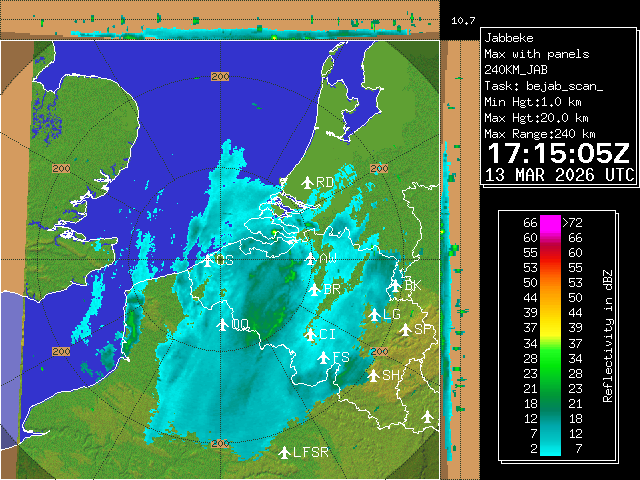 10.7
Jabbeke
Max with panels
240KM_JAB
Task: bejab_scan_
Min Hgt:1.0 km
Max Hgt:20.0 km
Max Range:240 km
17:15:05Z
13 MAR 2026 UTC
200
200
200
RD
OS
BR
BK
LG
OO
CI
SP
200
FS
200
SH
200
LFSR
66 >72
60 66
55 60
53 55
50 53
44 50
39 44
37 39
34 37
28 34
23 28
21 23
18 21
12 18
7 12
2 7
Reflectivity in dBZ